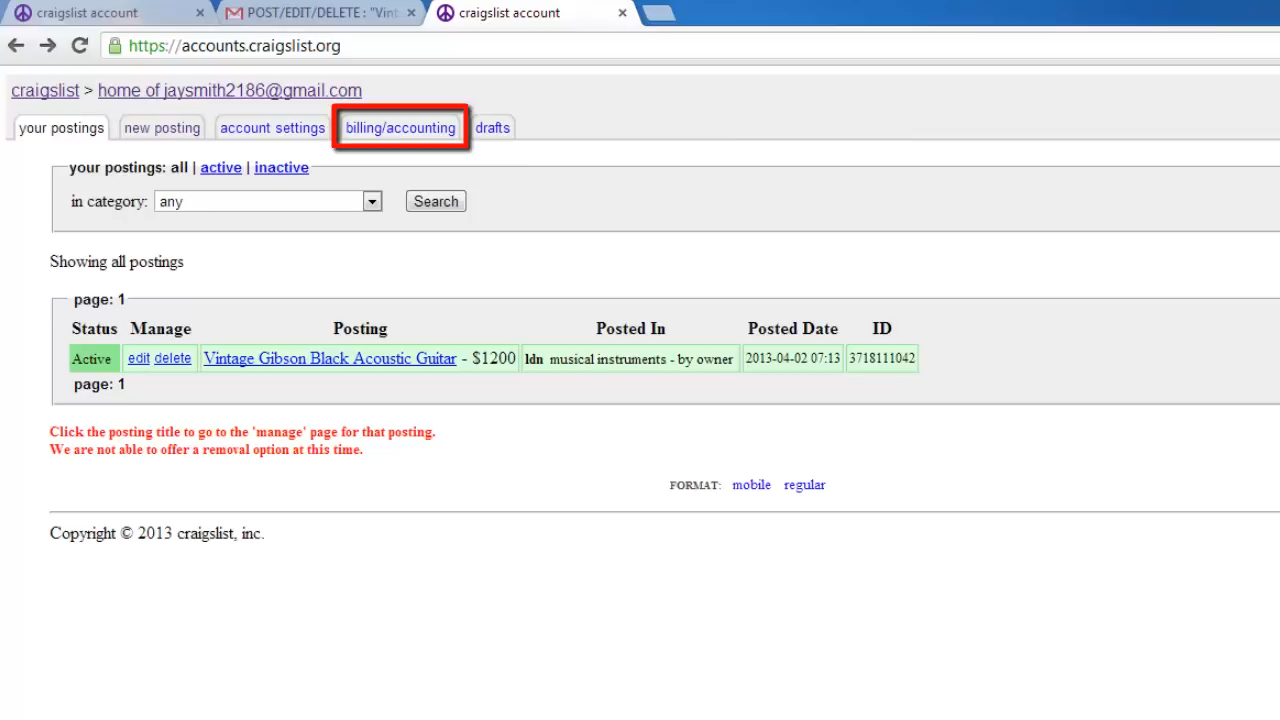 craigslist account
POST/EDIT/DELETE : "Vint
craigslist account
https://accounts.craigslist.org
craigslist > home of jaysmith2186@gmail.com
your postings new posting account settings billing/accounting drafts
your postings: all | active | inactive
in category: any Search
Showing all postings
page: 1
Status Manage Posting Posted In Posted Date ID
Active edit delete Vintage Gibson Black Acoustic Guitar - $1200 ldn musical instruments - by owner 2013-04-02 07:13 3718111042
page: 1
Click the posting title to go to the 'manage' page for that posting.
We are not able to offer a removal option at this time.
FORMAT: mobile regular
Copyright © 2013 craigslist, inc.